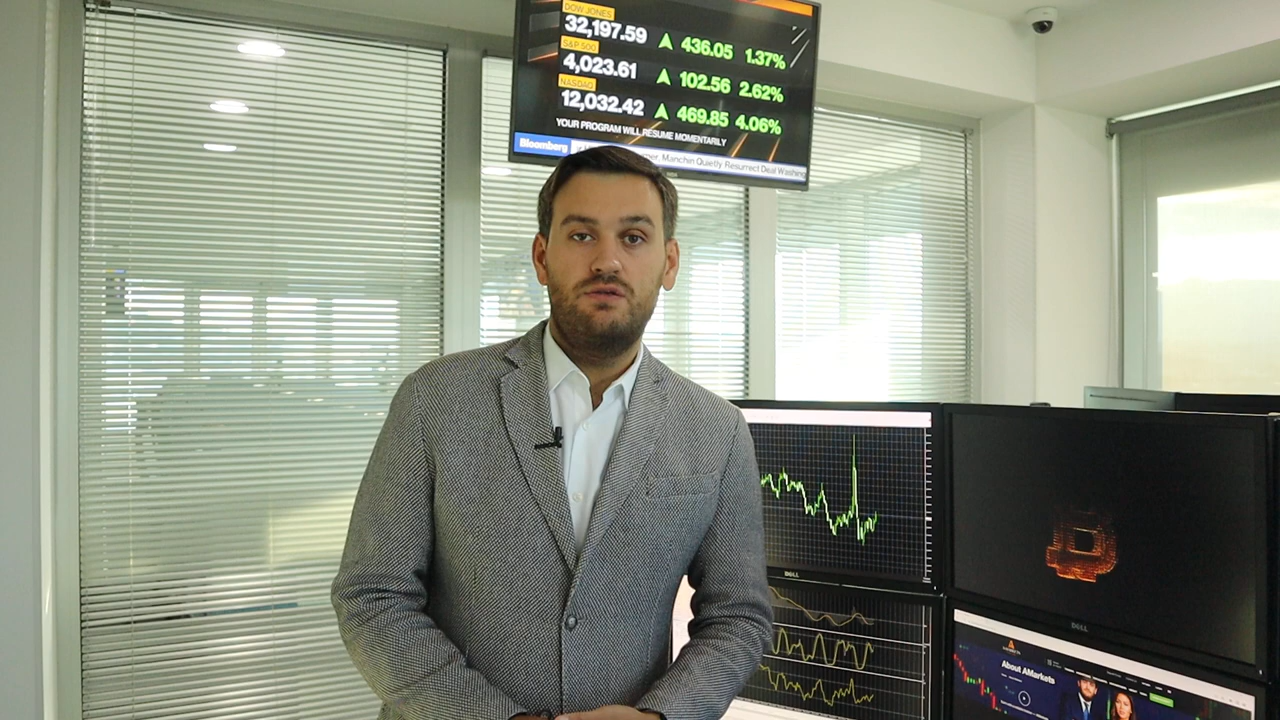 DOW JONES
32,197.59 ▲ 436.05 1.37%
S&P 500
4,023.61 ▲ 102.56 2.62%
NASDAQ
12,032.42 ▲ 469.85 4.06%
YOUR PROGRAM WILL RESUME MOMENTARILY
Bloomberg Manchin Quietly Resurrect Deal Washing
DELL
DELL
About AMarkets